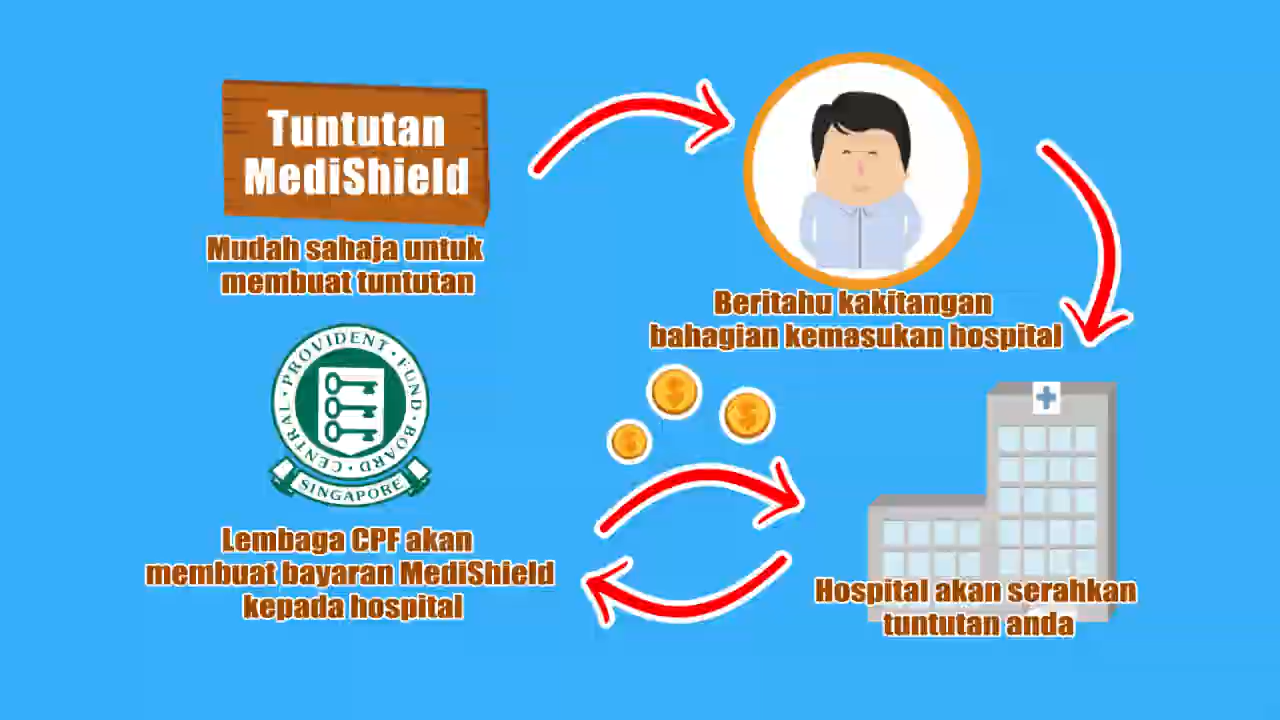 Tuntutan
MediShield
Mudah sahaja untuk
membuat tuntutan
Beritahu kakitangan
bahagian kemasukan hospital
CENTRAL · PROVIDENT · FUND · BOARD
SINGAPORE
Lembaga CPF akan
membuat bayaran MediShield
kepada hospital
Hospital akan serahkan
tuntutan anda